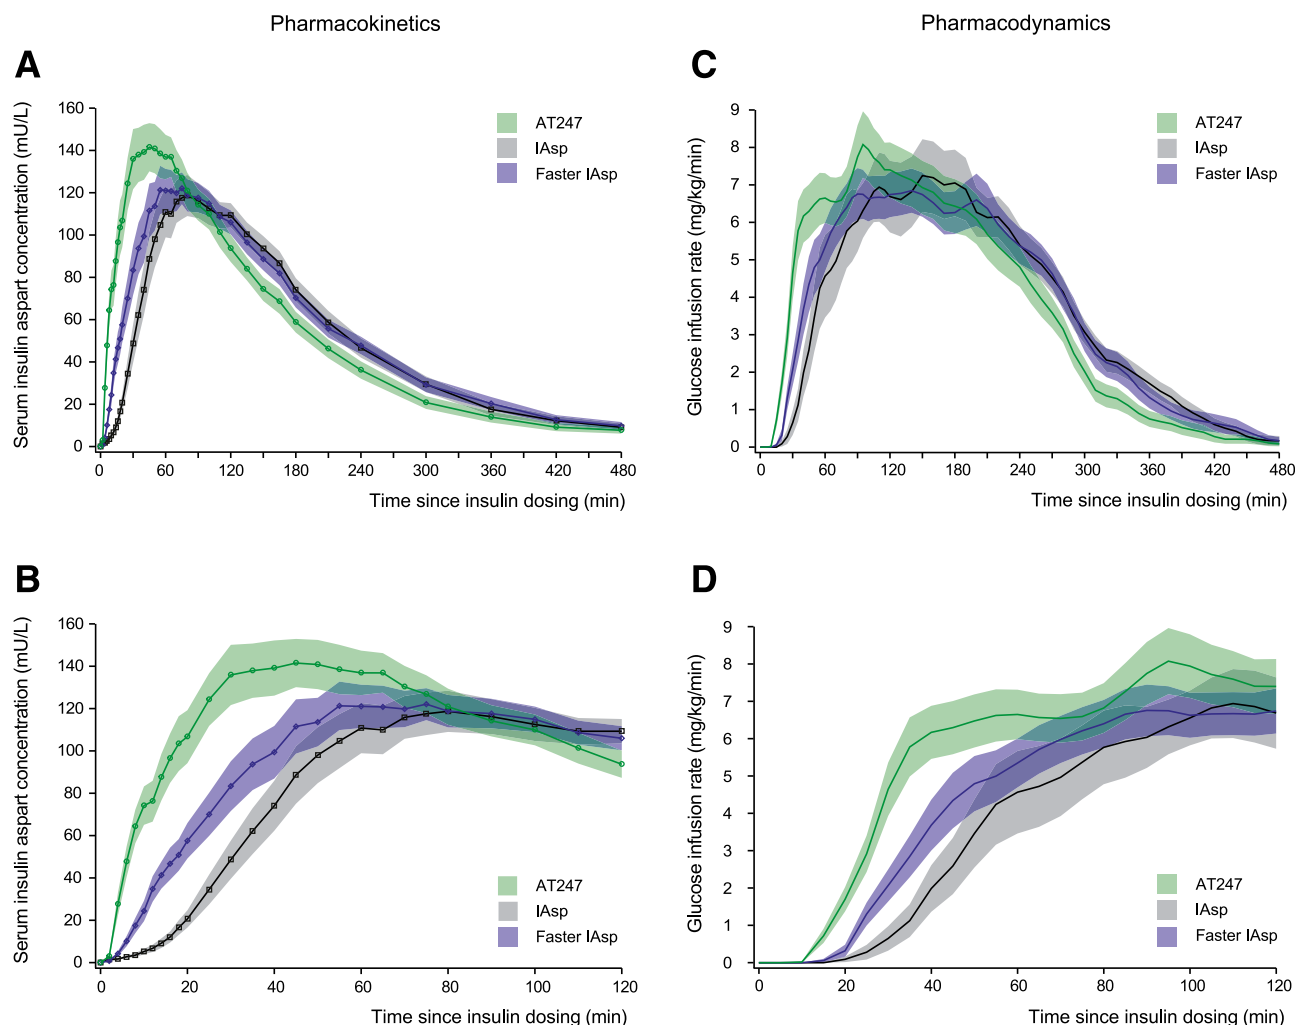 Pharmacokinetics
Pharmacodynamics
A
Serum insulin aspart concentration (mU/L)
160
140
120
100
80
60
40
20
0
AT247
IAsp
Faster IAsp
0 60 120 180 240 300 360 420 480
Time since insulin dosing (min)
C
Glucose infusion rate (mg/kg/min)
9
8
7
6
5
4
3
2
1
0
AT247
IAsp
Faster IAsp
0 60 120 180 240 300 360 420 480
Time since insulin dosing (min)
B
Serum insulin aspart concentration (mU/L)
160
140
120
100
80
60
40
20
0
AT247
IAsp
Faster IAsp
0 20 40 60 80 100 120
Time since insulin dosing (min)
D
Glucose infusion rate (mg/kg/min)
9
8
7
6
5
4
3
2
1
0
AT247
IAsp
Faster IAsp
0 20 40 60 80 100 120
Time since insulin dosing (min)